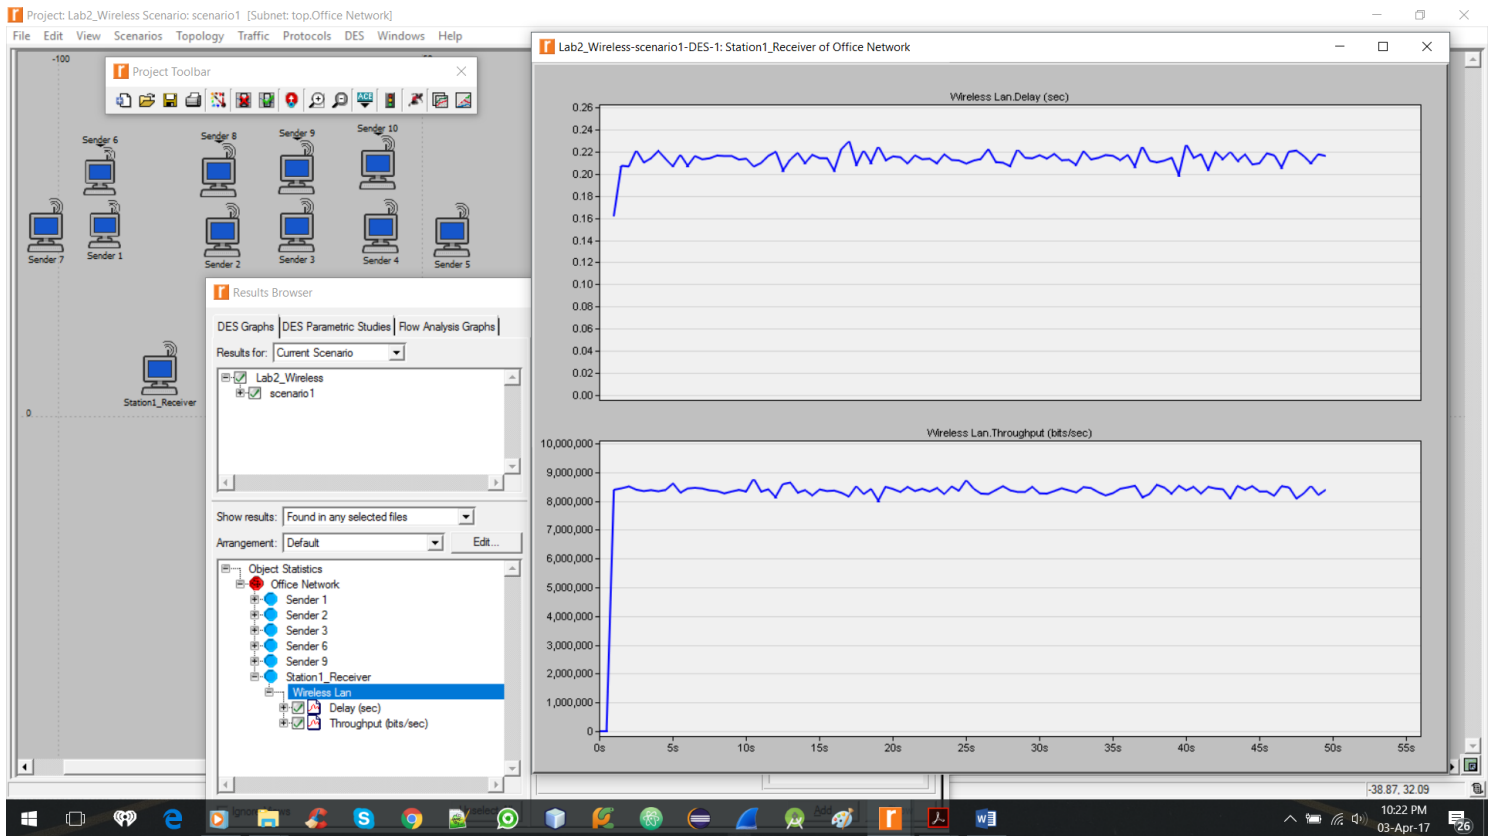 Project: Lab2_Wireless Scenario: scenario1 [Subnet: top.Office Network]
File Edit View Scenarios Topology Traffic Protocols DES Windows Help
-100
Project Toolbar
ACE
Sender 6
Sender 8
Sender 9
Sender 10
Sender 7
Sender 1
Sender 2
Sender 3
Sender 4
Sender 5
Station1_Receiver
0
Results Browser
DES Graphs DES Parametric Studies Flow Analysis Graphs
Results for: Current Scenario
Lab2_Wireless
scenario1
Show results: Found in any selected files
Arrangement: Default Edit...
Object Statistics
Office Network
Sender 1
Sender 2
Sender 3
Sender 6
Sender 9
Station1_Receiver
Wireless Lan
Delay (sec)
Throughput (bits/sec)
Lab2_Wireless-scenario1-DES-1: Station1_Receiver of Office Network
Wireless Lan.Delay (sec)
0.26
0.24
0.22
0.20
0.18
0.16
0.14
0.12
0.10
0.08
0.06
0.04
0.02
0.00
Wireless Lan.Throughput (bits/sec)
10,000,000
9,000,000
8,000,000
7,000,000
6,000,000
5,000,000
4,000,000
3,000,000
2,000,000
1,000,000
0
0s 5s 10s 15s 20s 25s 30s 35s 40s 45s 50s 55s
-38.87, 32.09
10:22 PM
03-Apr-17
26